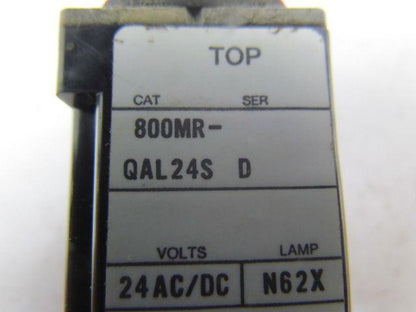 TOP
CAT SER
800MR-
QAL24S D
VOLTS LAMP
24AC/DC N62X